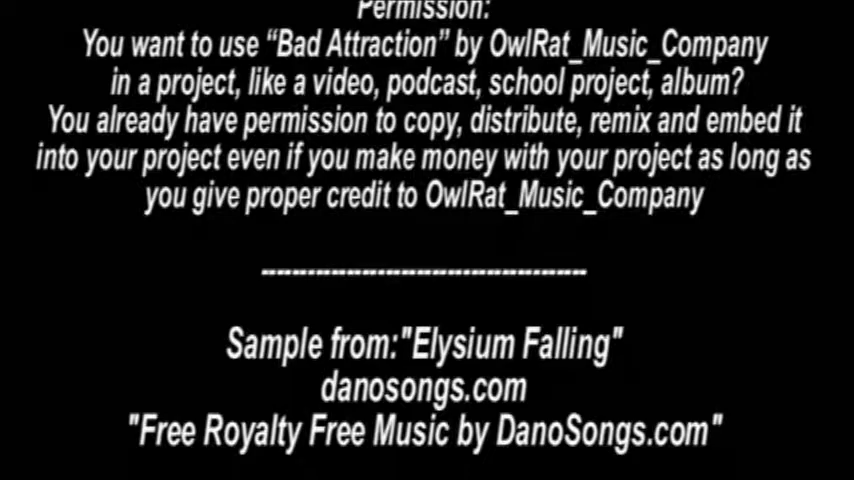 Permission:
You want to use “Bad Attraction” by OwlRat_Music_Company
in a project, like a video, podcast, school project, album?
You already have permission to copy, distribute, remix and embed it
into your project even if you make money with your project as long as
you give proper credit to OwlRat_Music_Company
----------------------------------------
Sample from:"Elysium Falling"
danosongs.com
"Free Royalty Free Music by DanoSongs.com"